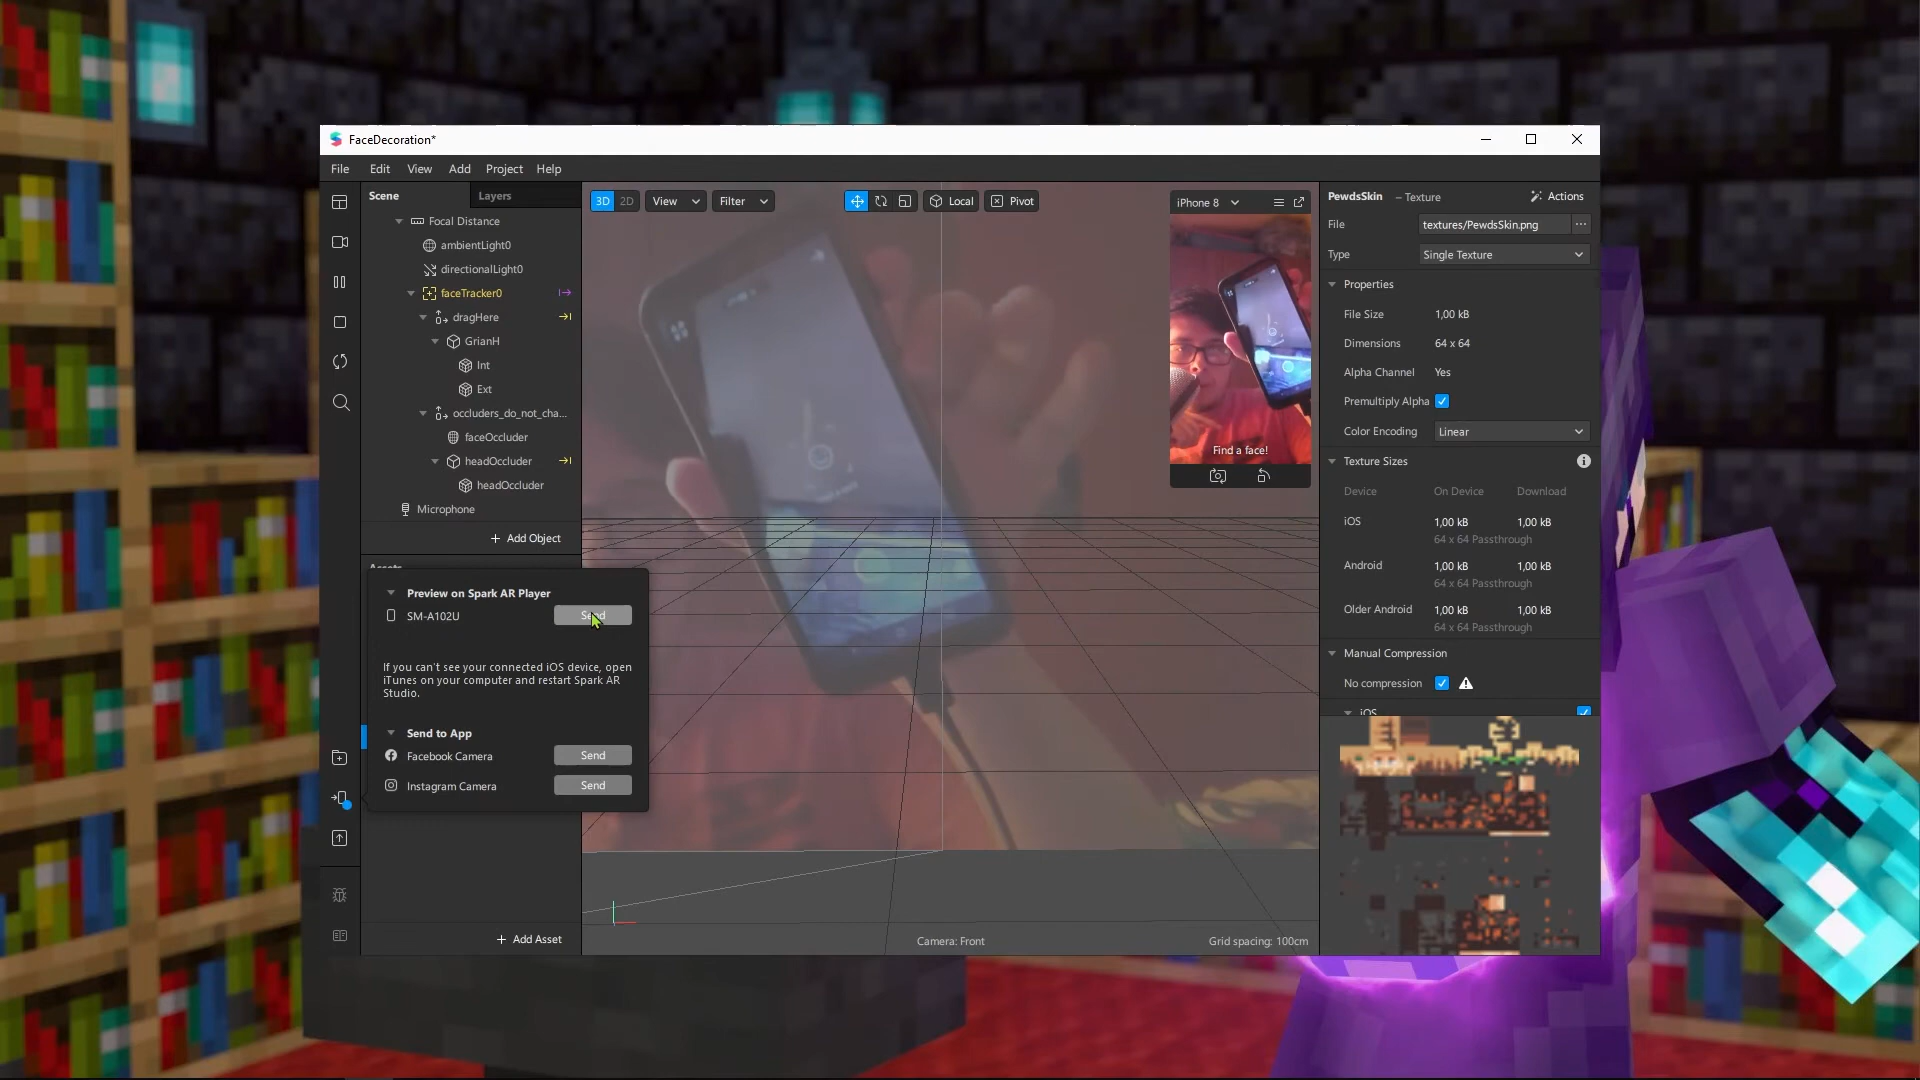 FaceDecoration*
File Edit View Add Project Help
Scene Layers
Focal Distance
ambientLight0
directionalLight0
faceTracker0
dragHere
GrianH
Int
Ext
occluders_do_not_cha...
faceOccluder
headOccluder
headOccluder
Microphone
+ Add Object
Assets
Preview on Spark AR Player
SM-A102U Send
If you can't see your connected iOS device, open
iTunes on your computer and restart Spark AR
Studio.
Send to App
Facebook Camera Send
Instagram Camera Send
+ Add Asset
3D 2D View Filter Local Pivot
iPhone 8
Find a face!
Camera: Front Grid spacing: 100cm
PewdsSkin – Texture Actions
File textures/PewdsSkin.png ...
Type Single Texture
Properties
File Size 1,00 kB
Dimensions 64 x 64
Alpha Channel Yes
Premultiply Alpha
Color Encoding Linear
Texture Sizes
Device On Device Download
iOS 1,00 kB 1,00 kB
64 x 64 Passthrough
Android 1,00 kB 1,00 kB
64 x 64 Passthrough
Older Android 1,00 kB 1,00 kB
64 x 64 Passthrough
Manual Compression
No compression
iOS